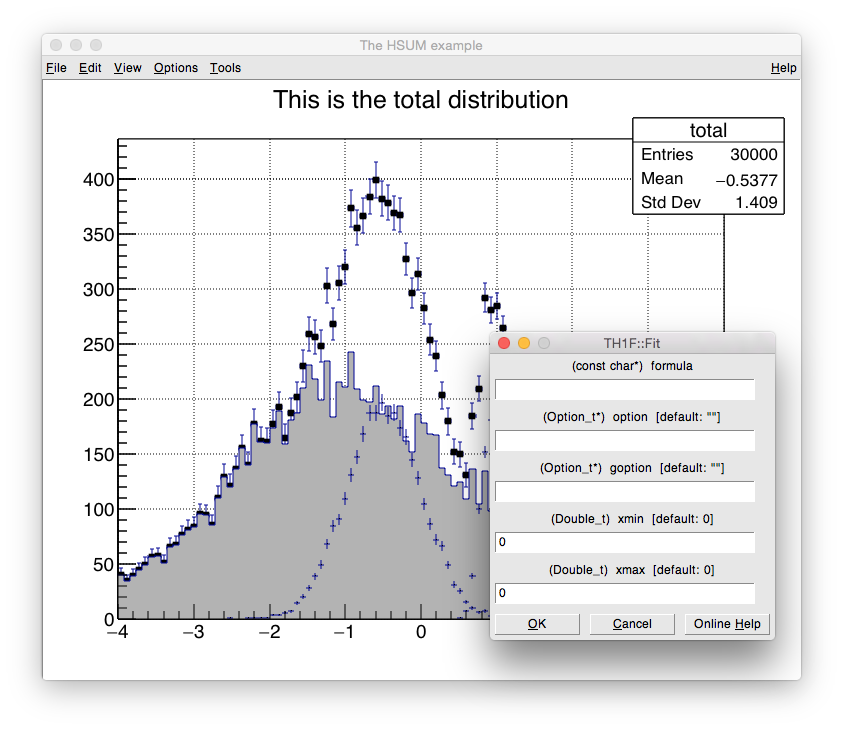 The HSUM example
File Edit View Options Tools Help
This is the total distribution
total
Entries 30000
Mean −0.5377
Std Dev 1.409
400
350
300
250
200
150
100
50
0
−4 −3 −2 −1 0
TH1F::Fit
(const char*) formula
(Option_t*) option [default: ""]
(Option_t*) goption [default: ""]
(Double_t) xmin [default: 0]
0
(Double_t) xmax [default: 0]
0
OK Cancel Online Help